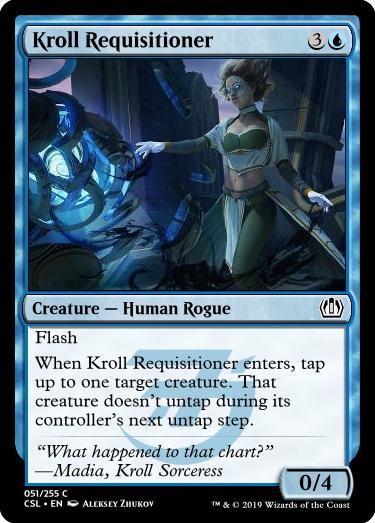 Kroll Requisitioner 3
Creature — Human Rogue
Flash
When Kroll Requisitioner enters, tap
up to one target creature. That
creature doesn't untap during its
controller's next untap step.
"What happened to that chart?"
—Madia, Kroll Sorceress
0/4
051/255 C
CSL • EN Aleksey Zhukov
™ & © 2019 Wizards of the Coast